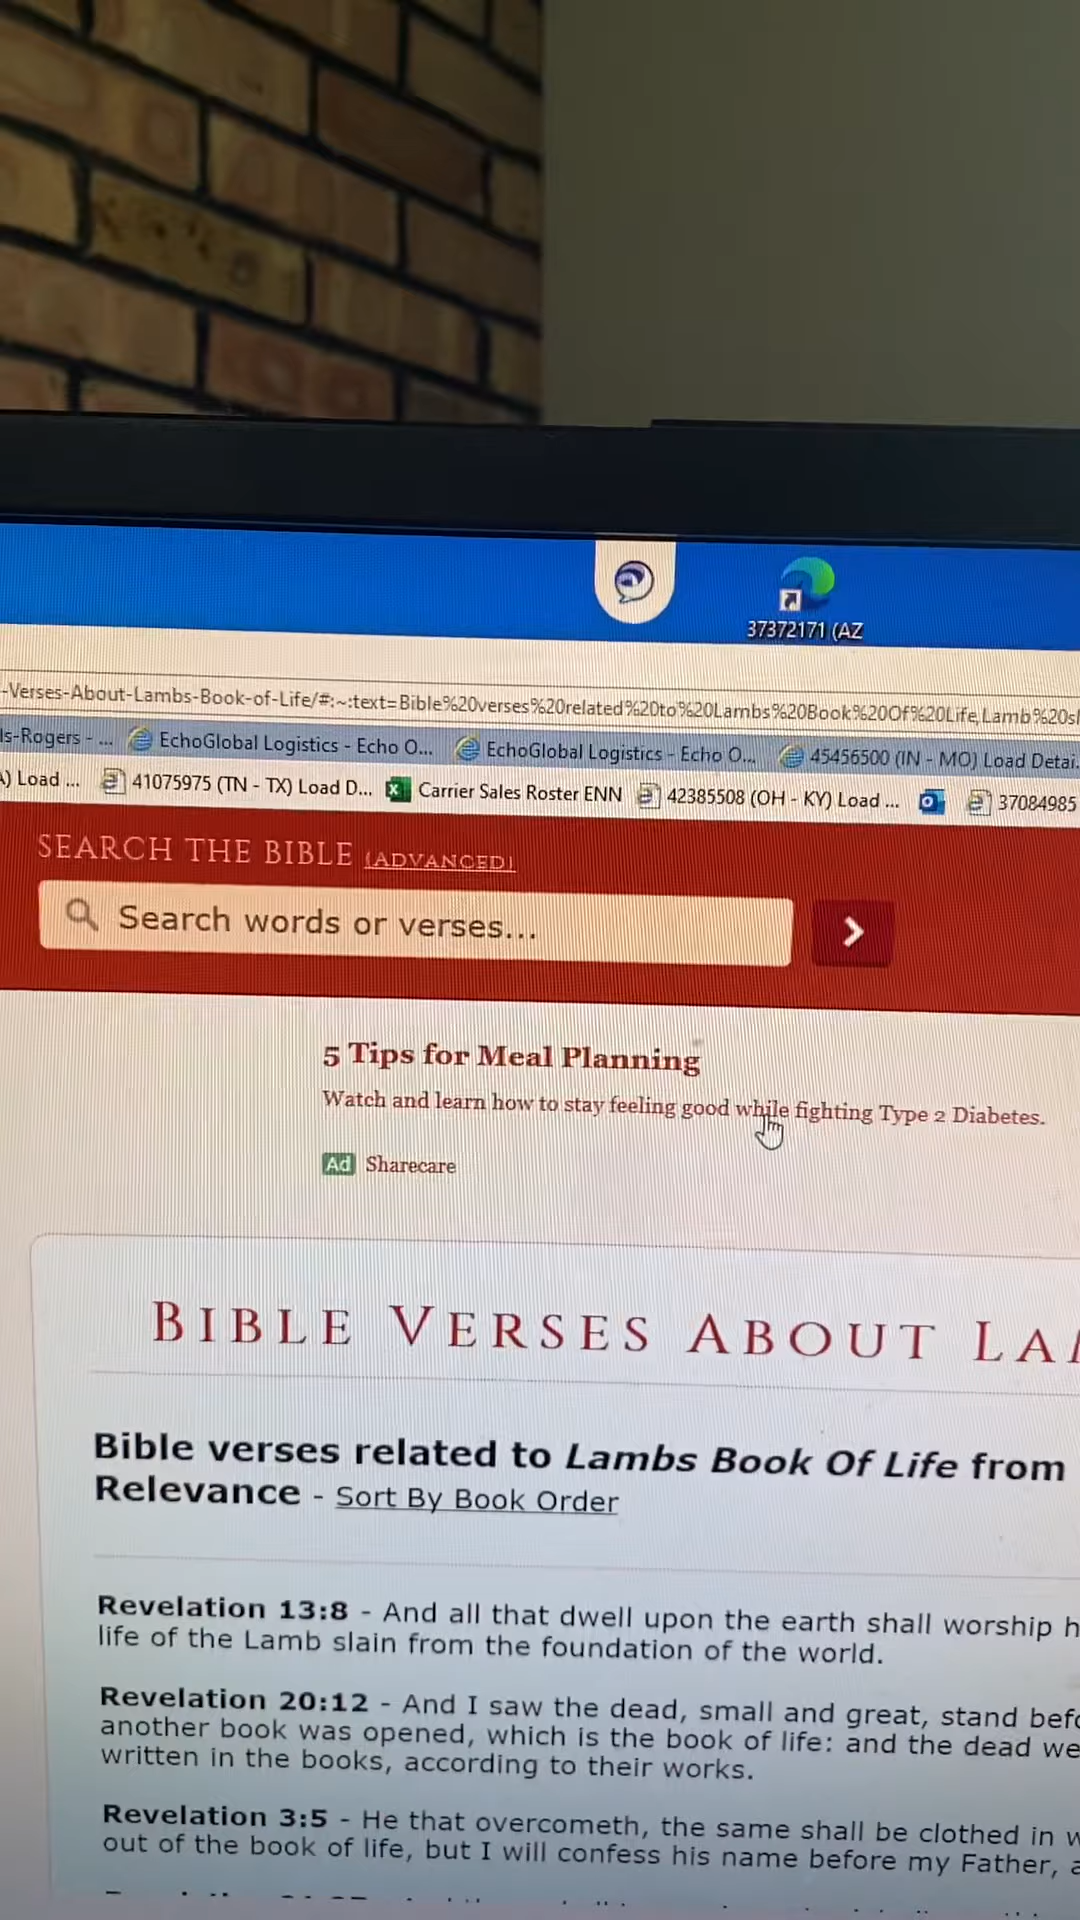 37372171 (AZ
-Verses-About-Lambs-Book-of-Life/#:~:text=Bible%20verses%20related%20to%20Lambs%20Book%20Of%20Life,Lamb%20sl
ls-Rogers - ... EchoGlobal Logistics - Echo O... EchoGlobal Logistics - Echo O... 45456500 (IN - MO) Load Detai.
A) Load ... 41075975 (TN - TX) Load D... Carrier Sales Roster ENN 42385508 (OH - KY) Load ... 37084985
SEARCH THE BIBLE (ADVANCED)
Search words or verses...
5 Tips for Meal Planning
Watch and learn how to stay feeling good while fighting Type 2 Diabetes.
Ad Sharecare
BIBLE VERSES ABOUT LA
Bible verses related to Lambs Book Of Life from
Relevance - Sort By Book Order
Revelation 13:8 - And all that dwell upon the earth shall worship h
life of the Lamb slain from the foundation of the world.
Revelation 20:12 - And I saw the dead, small and great, stand befo
another book was opened, which is the book of life: and the dead we
written in the books, according to their works.
Revelation 3:5 - He that overcometh, the same shall be clothed in w
out of the book of life, but I will confess his name before my Father, a